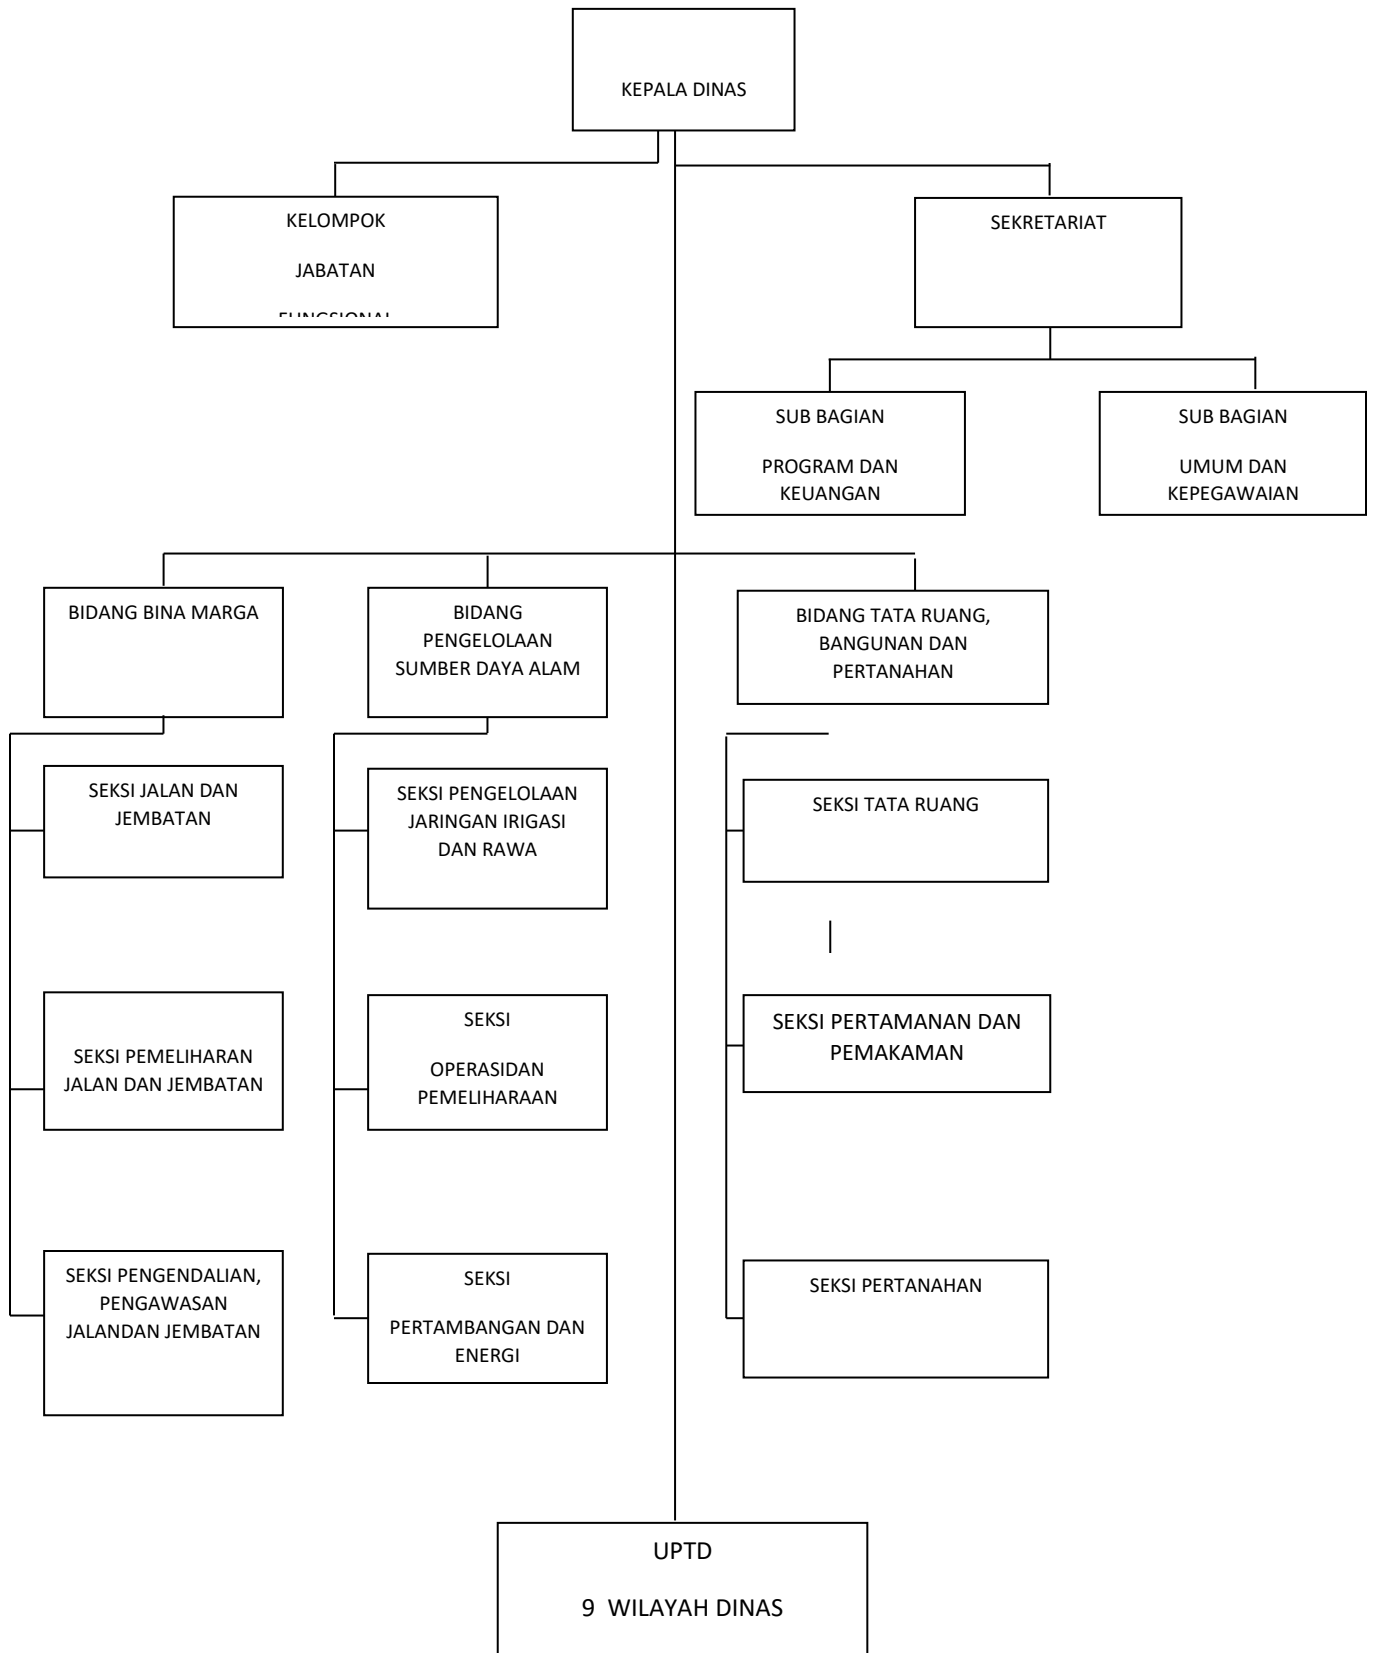 KEPALA DINAS
KELOMPOK
JABATAN
FUNGSIONAL
SEKRETARIAT
SUB BAGIAN
PROGRAM DAN
KEUANGAN
SUB BAGIAN
UMUM DAN
KEPEGAWAIAN
BIDANG BINA MARGA
BIDANG
PENGELOLAAN
SUMBER DAYA ALAM
BIDANG TATA RUANG,
BANGUNAN DAN
PERTANAHAN
SEKSI JALAN DAN
JEMBATAN
SEKSI PENGELOLAAN
JARINGAN IRIGASI
DAN RAWA
SEKSI TATA RUANG
SEKSI PEMELIHARAN
JALAN DAN JEMBATAN
SEKSI
OPERASIDAN
PEMELIHARAAN
SEKSI PERTAMANAN DAN
PEMAKAMAN
SEKSI PENGENDALIAN,
PENGAWASAN
JALANDAN JEMBATAN
SEKSI
PERTAMBANGAN DAN
ENERGI
SEKSI PERTANAHAN
UPTD
9 WILAYAH DINAS